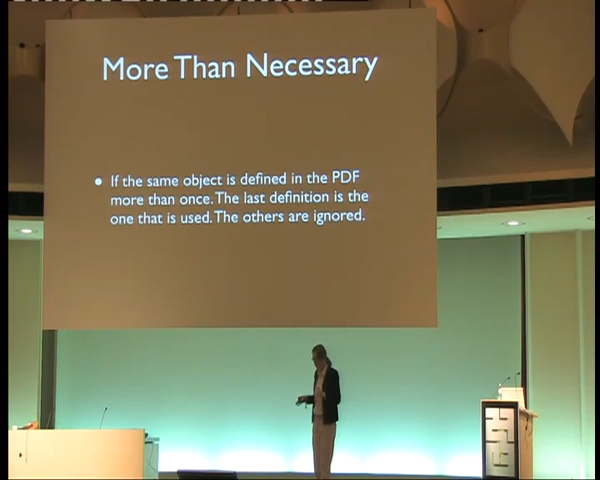 More Than Necessary
• If the same object is defined in the PDF
more than once. The last definition is the
one that is used. The others are ignored.